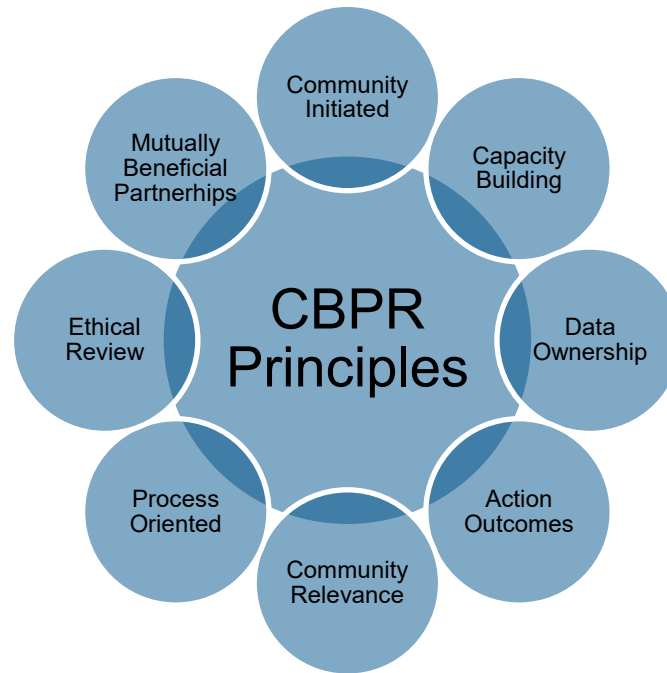 Community
Initiated
Mutually
Beneficial
Partnerhips
Capacity
Building
CBPR
Principles
Ethical
Review
Data
Ownership
Process
Oriented
Action
Outcomes
Community
Relevance